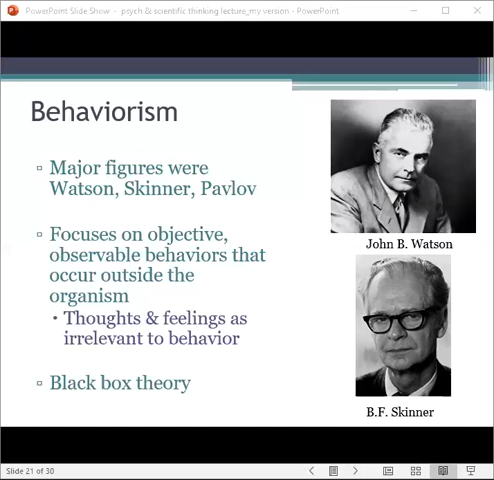 PowerPoint Slide Show - psych & scientific thinking lecture_my version - PowerPoint
Behaviorism
Major figures were
Watson, Skinner, Pavlov
Focuses on objective,
observable behaviors that
occur outside the
organism
Thoughts & feelings as
irrelevant to behavior
Black box theory
John B. Watson
B.F. Skinner
Slide 21 of 30